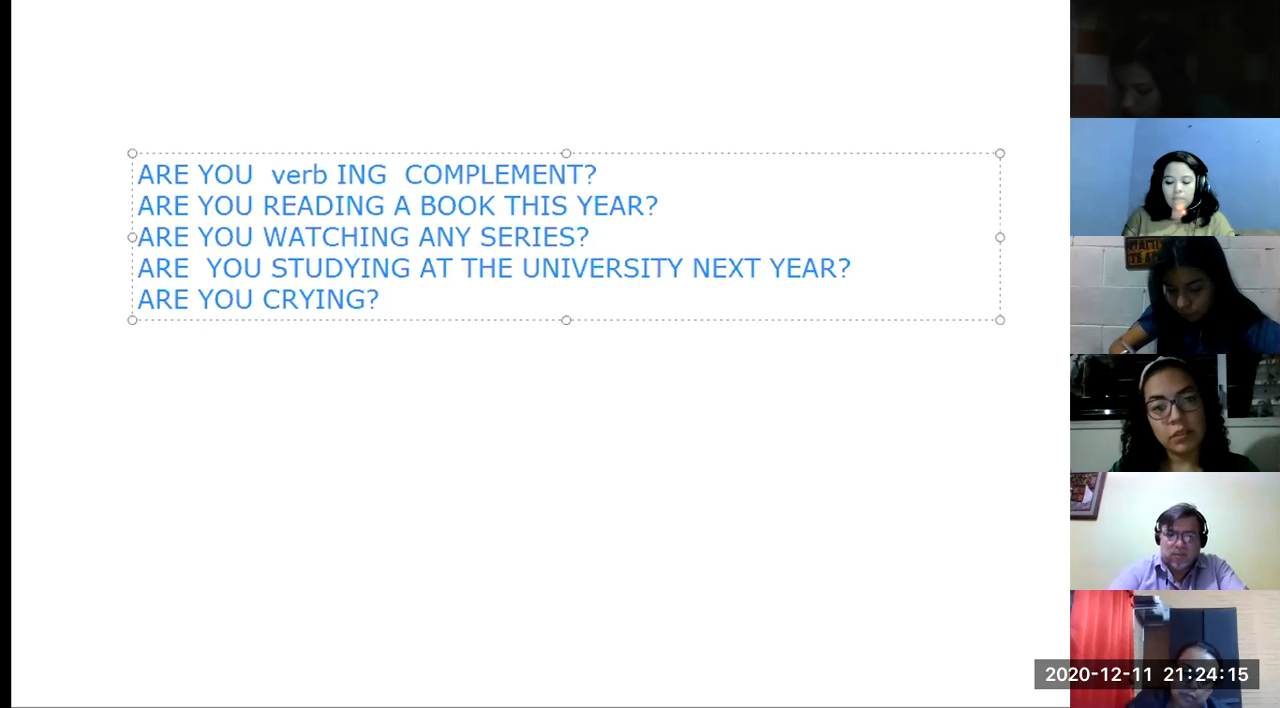 ARE YOU verb ING COMPLEMENT?
ARE YOU READING A BOOK THIS YEAR?
ARE YOU WATCHING ANY SERIES?
ARE YOU STUDYING AT THE UNIVERSITY NEXT YEAR?
ARE YOU CRYING?
2020-12-11 21:24:15